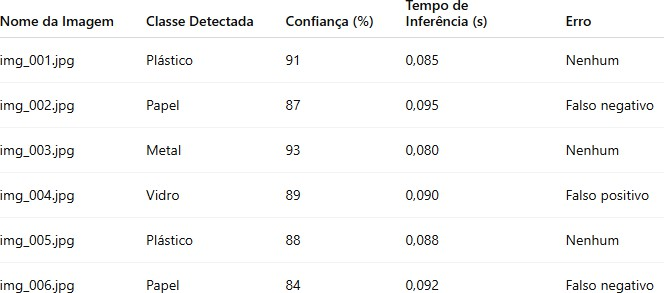 Nome da Imagem Classe Detectada Confiança (%) Tempo de Inferência (s) Erro
img_001.jpg Plástico 91 0,085 Nenhum
img_002.jpg Papel 87 0,095 Falso negativo
img_003.jpg Metal 93 0,080 Nenhum
img_004.jpg Vidro 89 0,090 Falso positivo
img_005.jpg Plástico 88 0,088 Nenhum
img_006.jpg Papel 84 0,092 Falso negativo